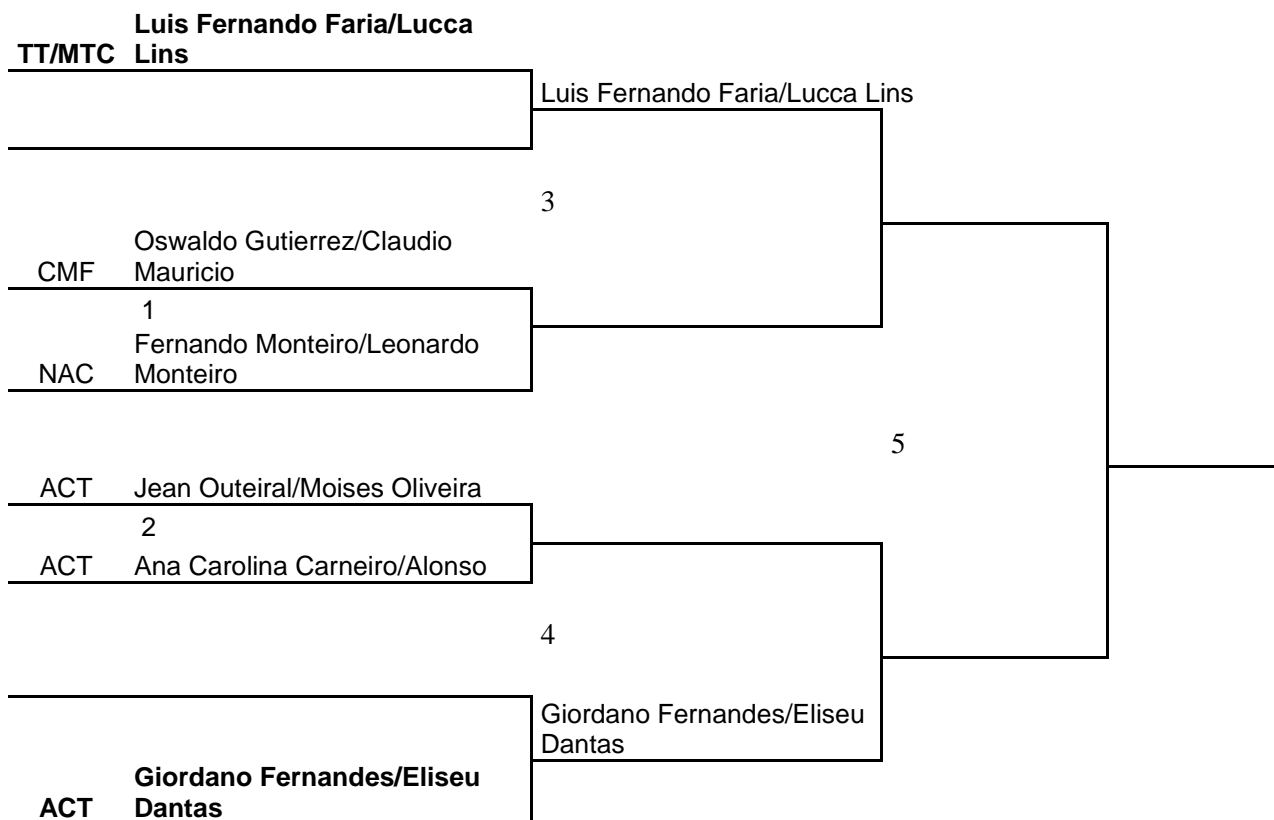 Luis Fernando Faria/Lucca
TT/MTC Lins
Luis Fernando Faria/Lucca Lins
3
Oswaldo Gutierrez/Claudio
CMF Mauricio
1
Fernando Monteiro/Leonardo
NAC Monteiro
5
ACT Jean Outeiral/Moises Oliveira
2
ACT Ana Carolina Carneiro/Alonso
4
Giordano Fernandes/Eliseu
Dantas
Giordano Fernandes/Eliseu
ACT Dantas